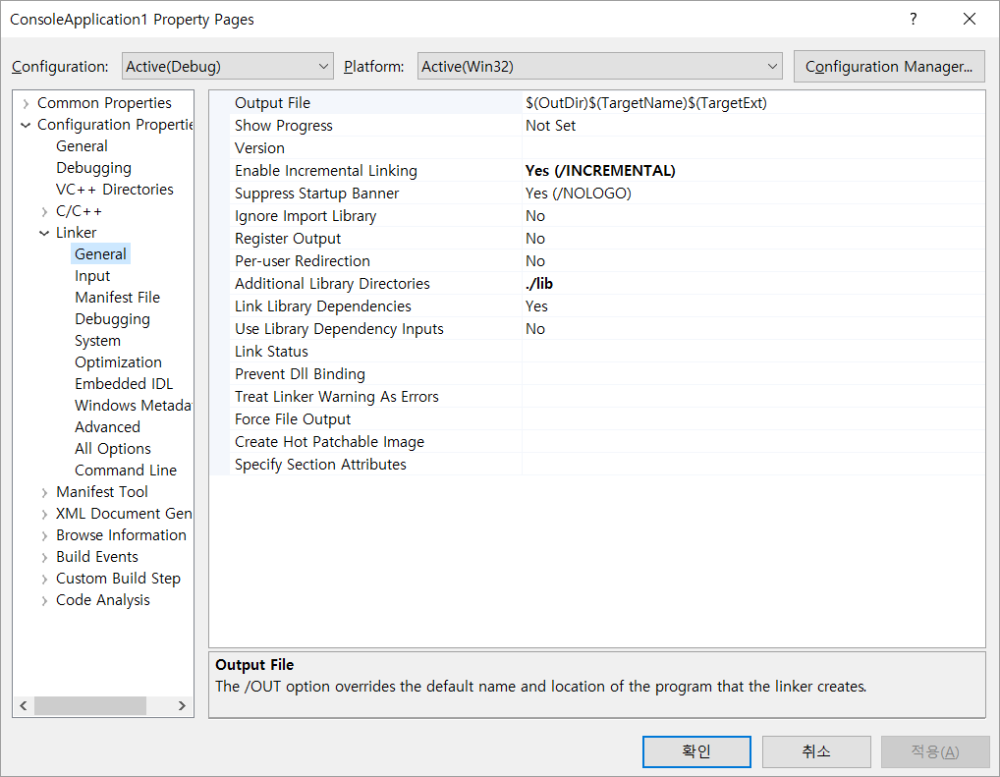 ConsoleApplication1 Property Pages
?
Configuration: Active(Debug) Platform: Active(Win32) Configuration Manager...
Common Properties
Configuration Propertie
General
Debugging
VC++ Directories
C/C++
Linker
General
Input
Manifest File
Debugging
System
Optimization
Embedded IDL
Windows Metada
Advanced
All Options
Command Line
Manifest Tool
XML Document Gen
Browse Information
Build Events
Custom Build Step
Code Analysis
Output File $(OutDir)$(TargetName)$(TargetExt)
Show Progress Not Set
Version
Enable Incremental Linking Yes (/INCREMENTAL)
Suppress Startup Banner Yes (/NOLOGO)
Ignore Import Library No
Register Output No
Per-user Redirection No
Additional Library Directories ./lib
Link Library Dependencies Yes
Use Library Dependency Inputs No
Link Status
Prevent Dll Binding
Treat Linker Warning As Errors
Force File Output
Create Hot Patchable Image
Specify Section Attributes
Output File
The /OUT option overrides the default name and location of the program that the linker creates.
확인 취소 적용(A)